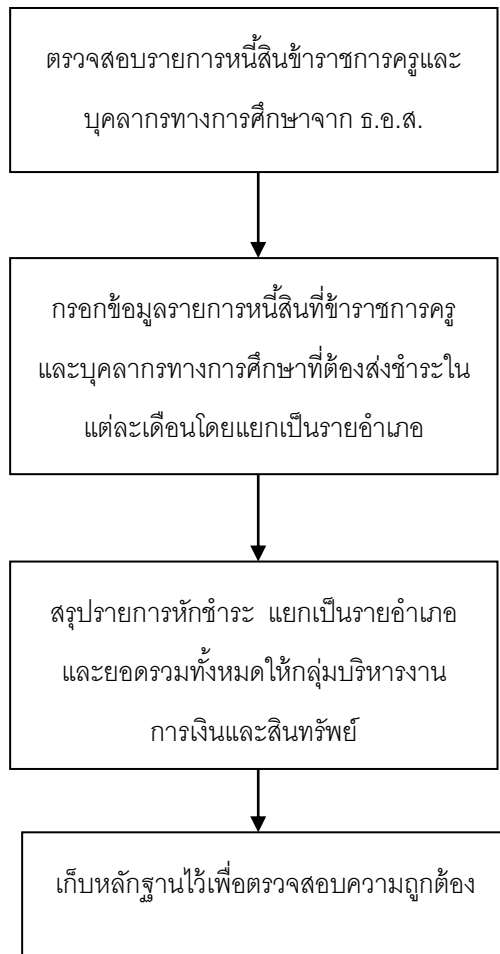 ตรวจสอบรายการหนี้สินข้าราชการครูและ
บุคลากรทางการศึกษาจาก ธ.อ.ส.
กรอกข้อมูลรายการหนี้สินที่ข้าราชการครู
และบุคลากรทางการศึกษาที่ต้องส่งชำระใน
แต่ละเดือนโดยแยกเป็นรายอำเภอ
สรุปรายการหักชำระ แยกเป็นรายอำเภอ
และยอดรวมทั้งหมดให้กลุ่มบริหารงาน
การเงินและสินทรัพย์
เก็บหลักฐานไว้เพื่อตรวจสอบความถูกต้อง